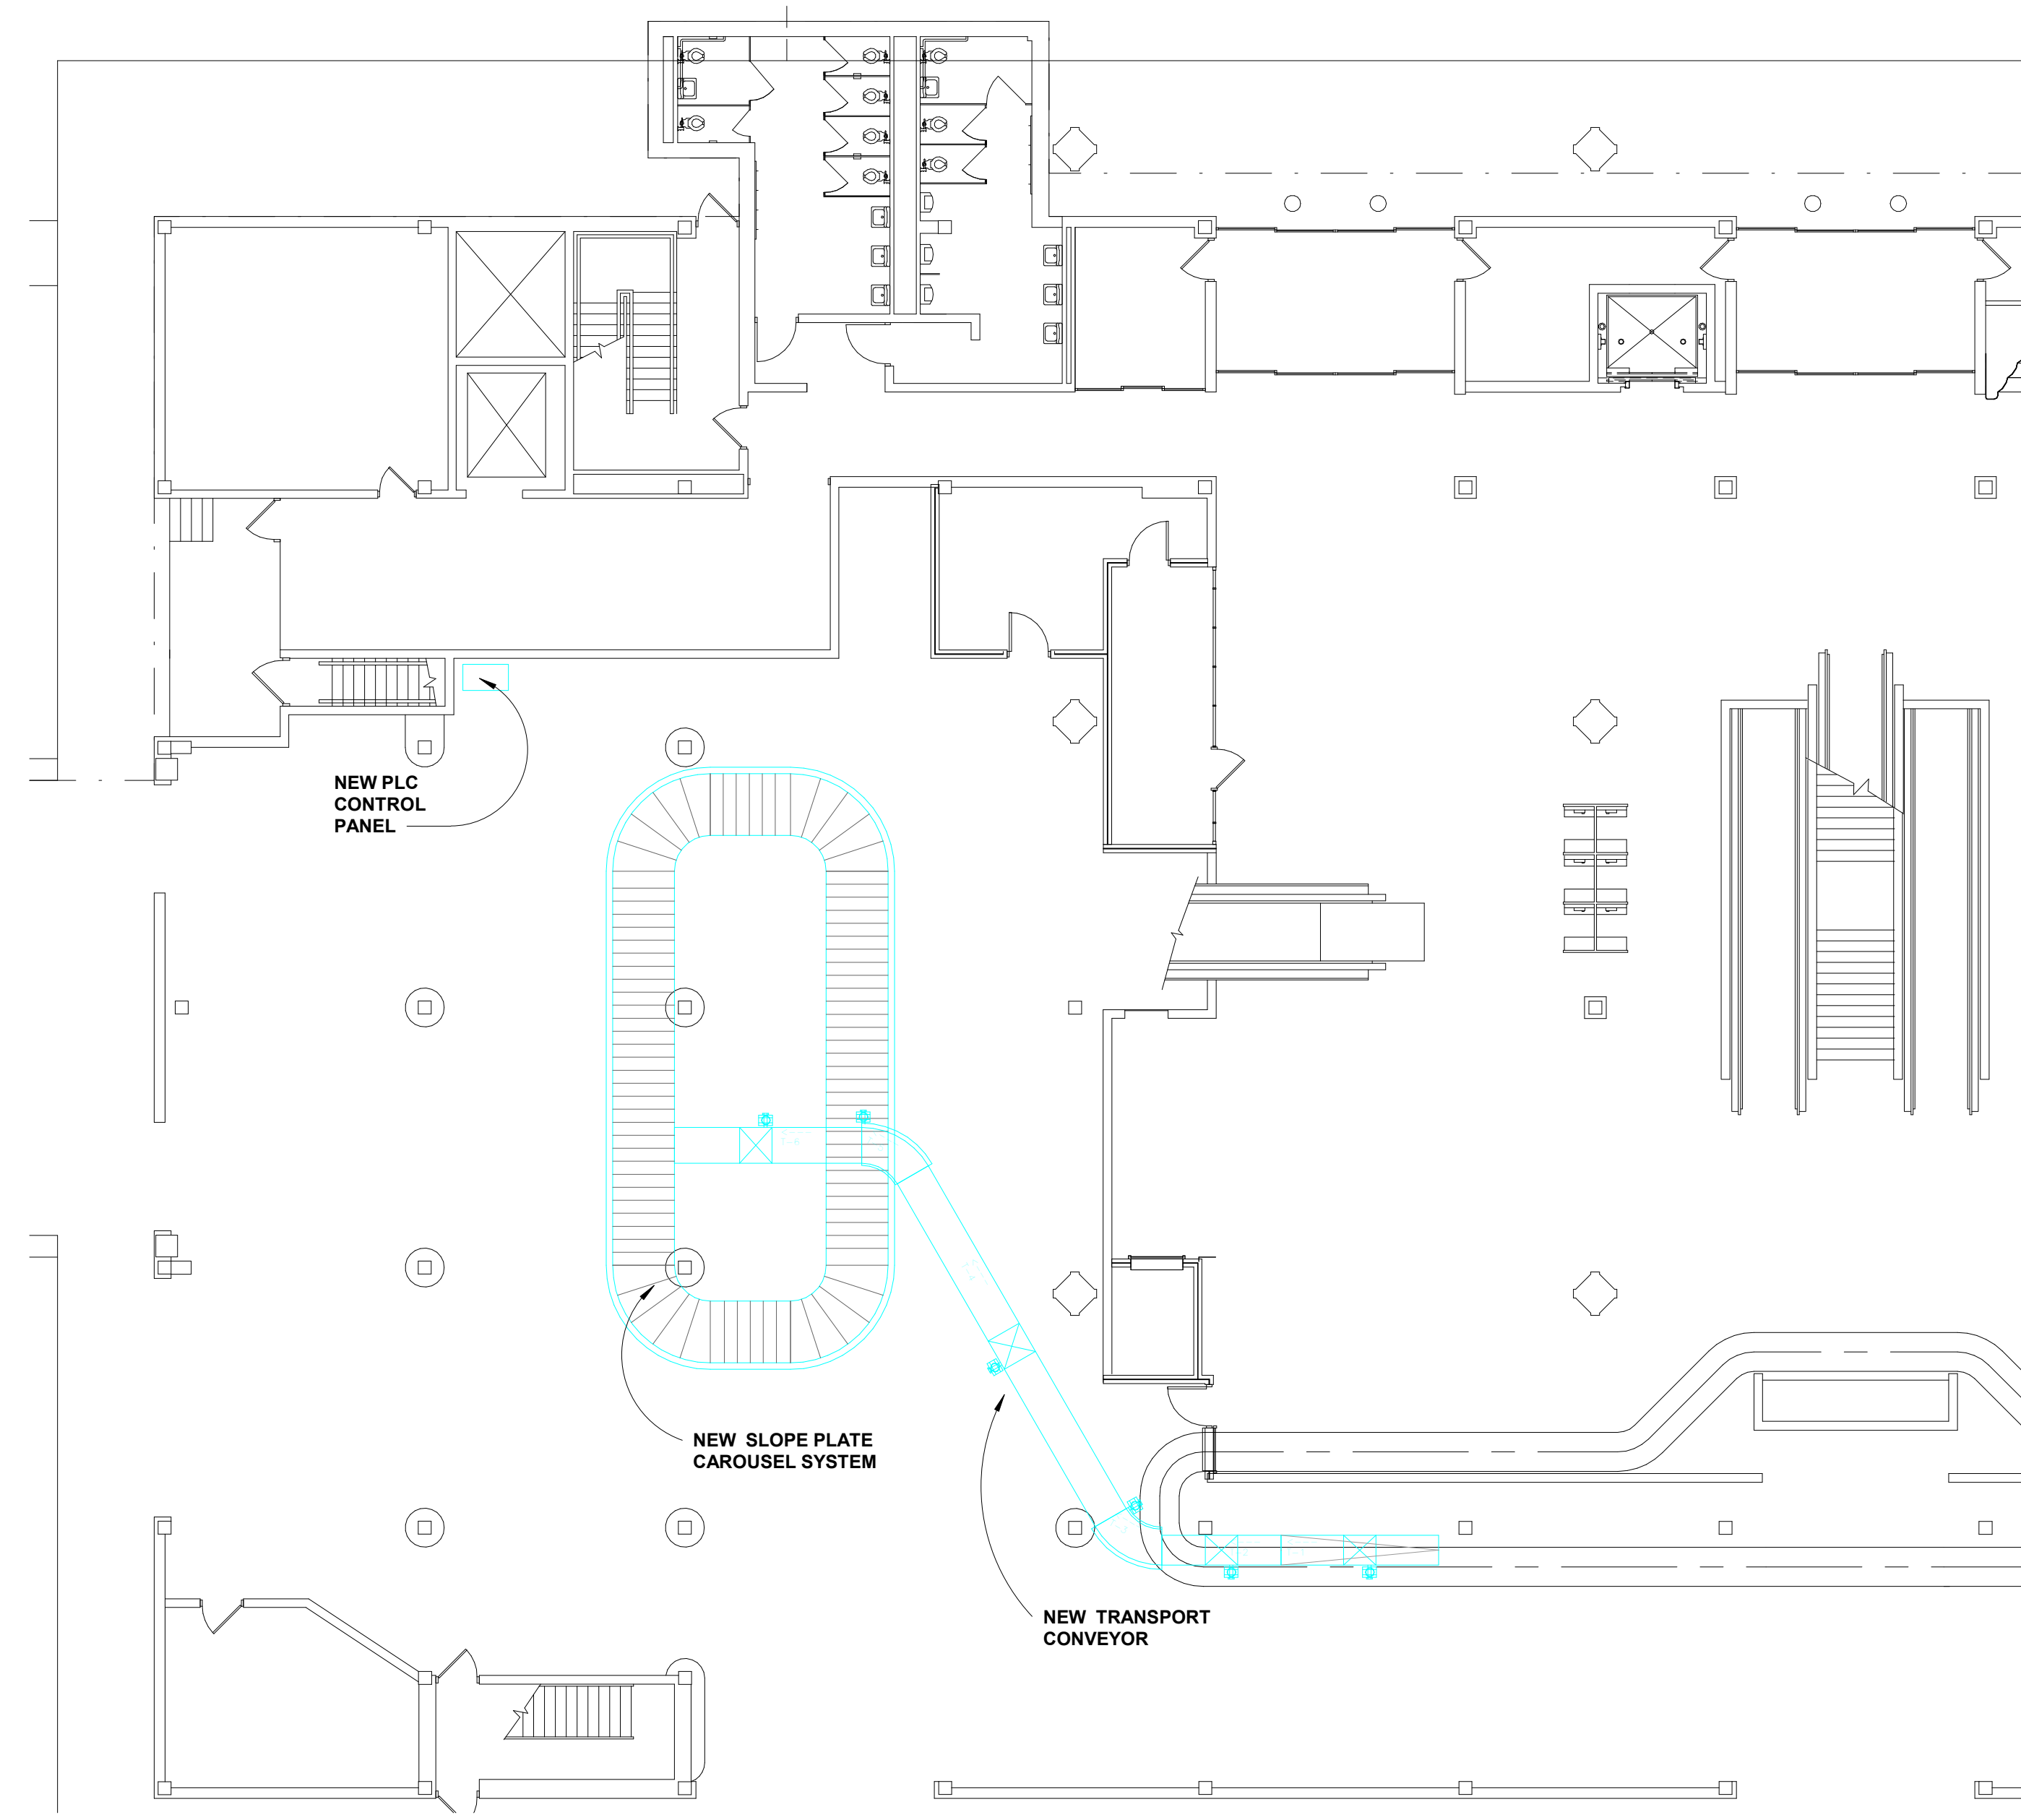 NEW PLC
CONTROL
PANEL
NEW SLOPE PLATE
CAROUSEL SYSTEM
NEW TRANSPORT
CONVEYOR